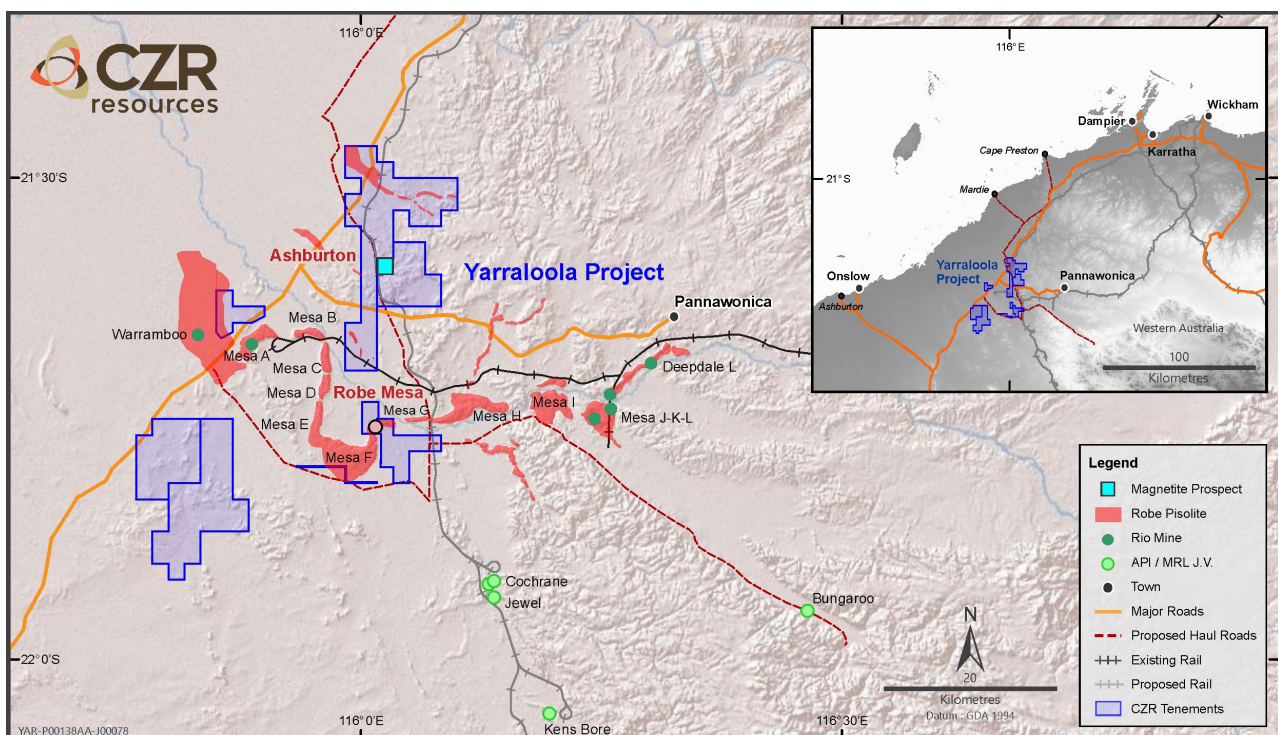 CZR
resources
116°0'E
21°30'S
Ashburton
Yarraloola Project
Pannawonica
Warramboo
Mesa B
Mesa A
Mesa C
Deepdale L
Mesa D
Robe Mesa
Mesa G
Mesa H
Mesa I
Mesa J-K-L
Mesa E
Mesa F
Cochrane
Jewel
Bungaroo
22°0'S
Kens Bore
116°0'E
116°30'E
N
20
Kilometres
Datum : GDA 1994
YAR-P00138AA-J00078
116°E
Wickham
Dampier
Karratha
Cape Preston
21°S
Mardie
Yarraloola
Project
Pannawonica
Onslow
Ashburton
Western Australia
100
Kilometres
Legend
Magnetite Prospect
Robe Pisolite
Rio Mine
API / MRL J.V.
Town
Major Roads
Proposed Haul Roads
Existing Rail
Proposed Rail
CZR Tenements